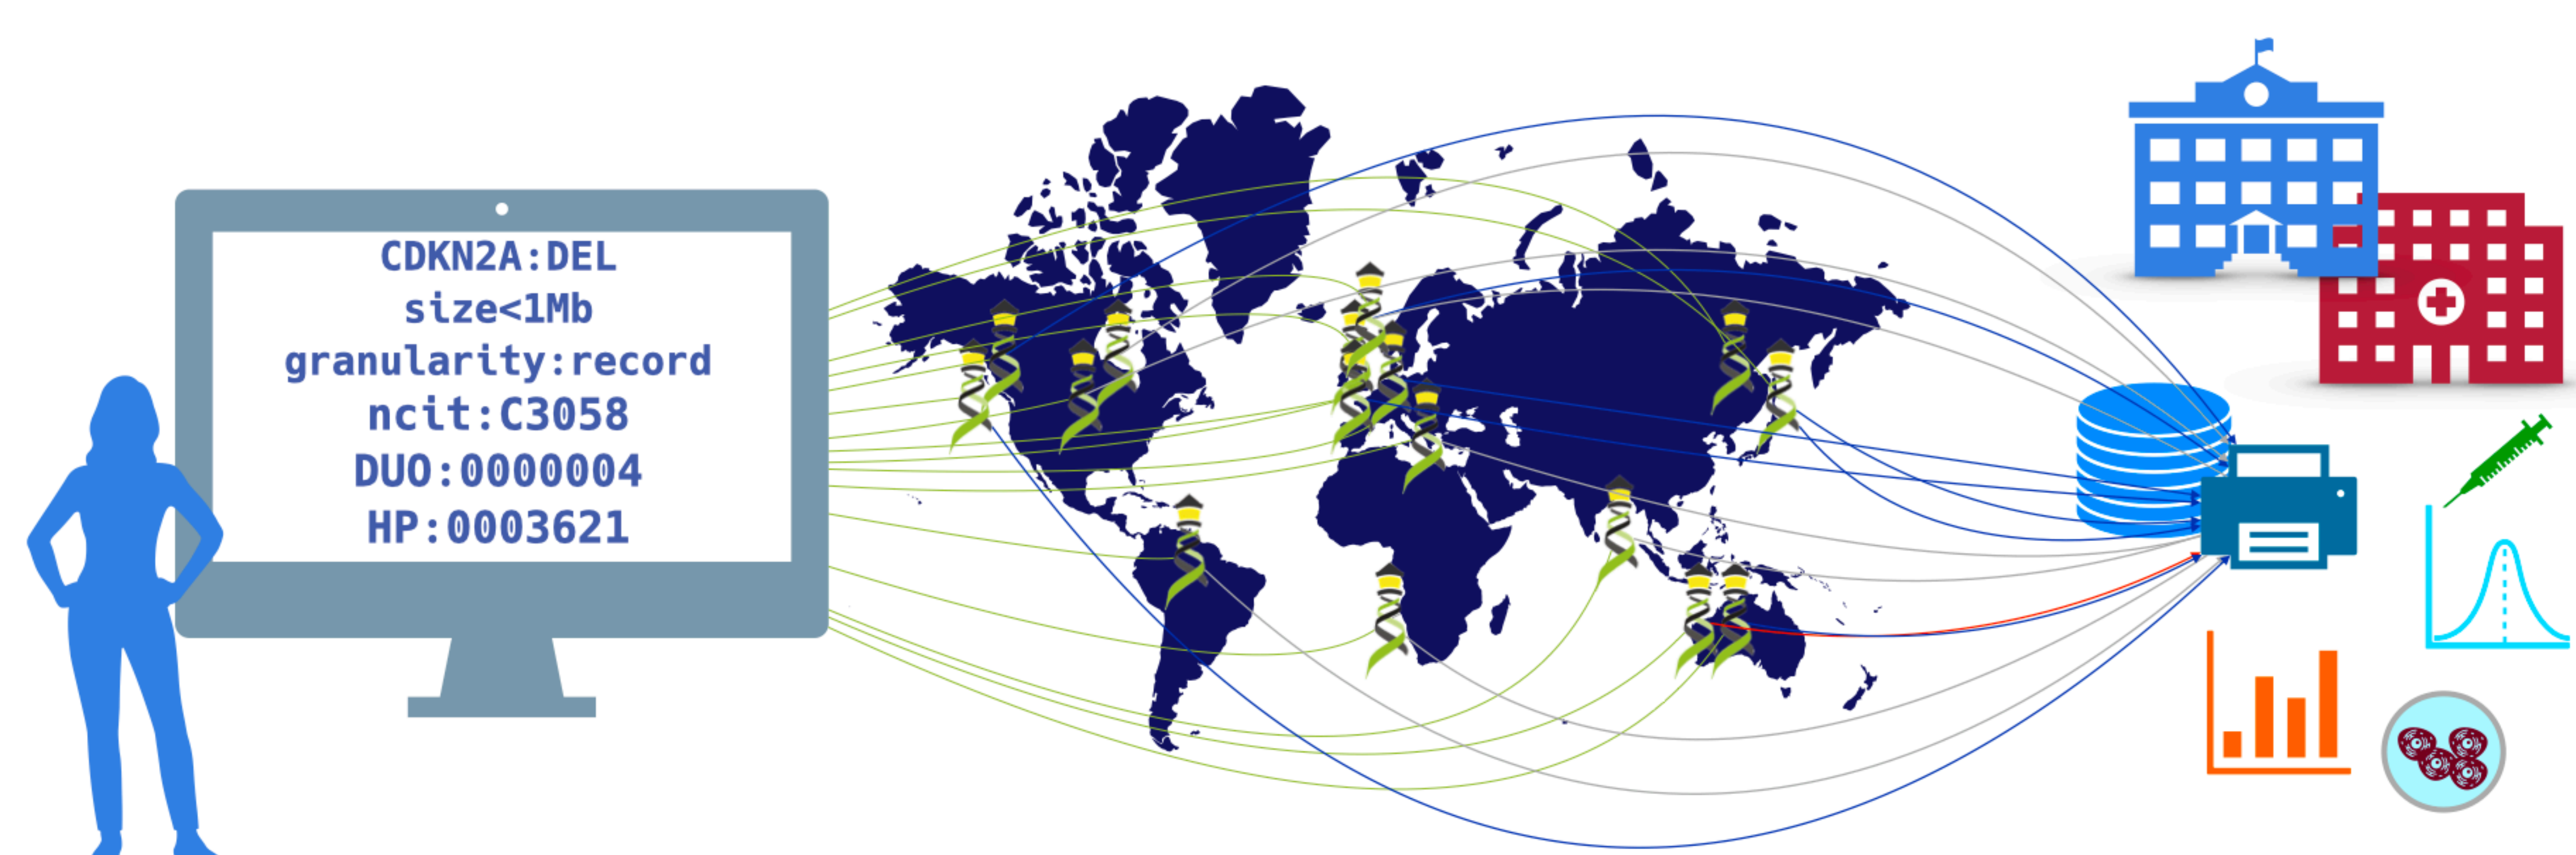 CDKN2A:DEL
size<1Mb
granularity:record
ncit:C3058
DUO:0000004
HP:0003621